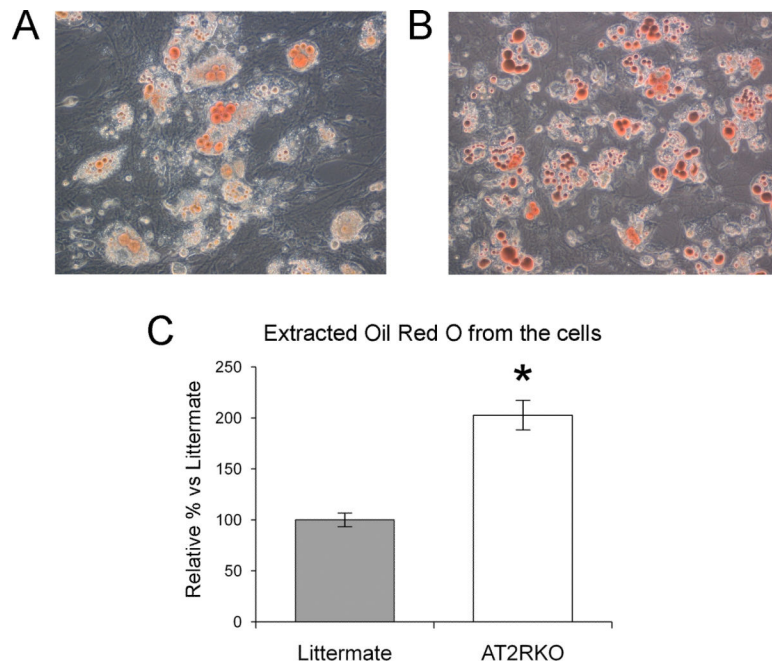 A
B
C
Extracted Oil Red O from the cells
Relative % vs Littermate
250
200
150
100
50
0
*
Littermate
AT2RKO